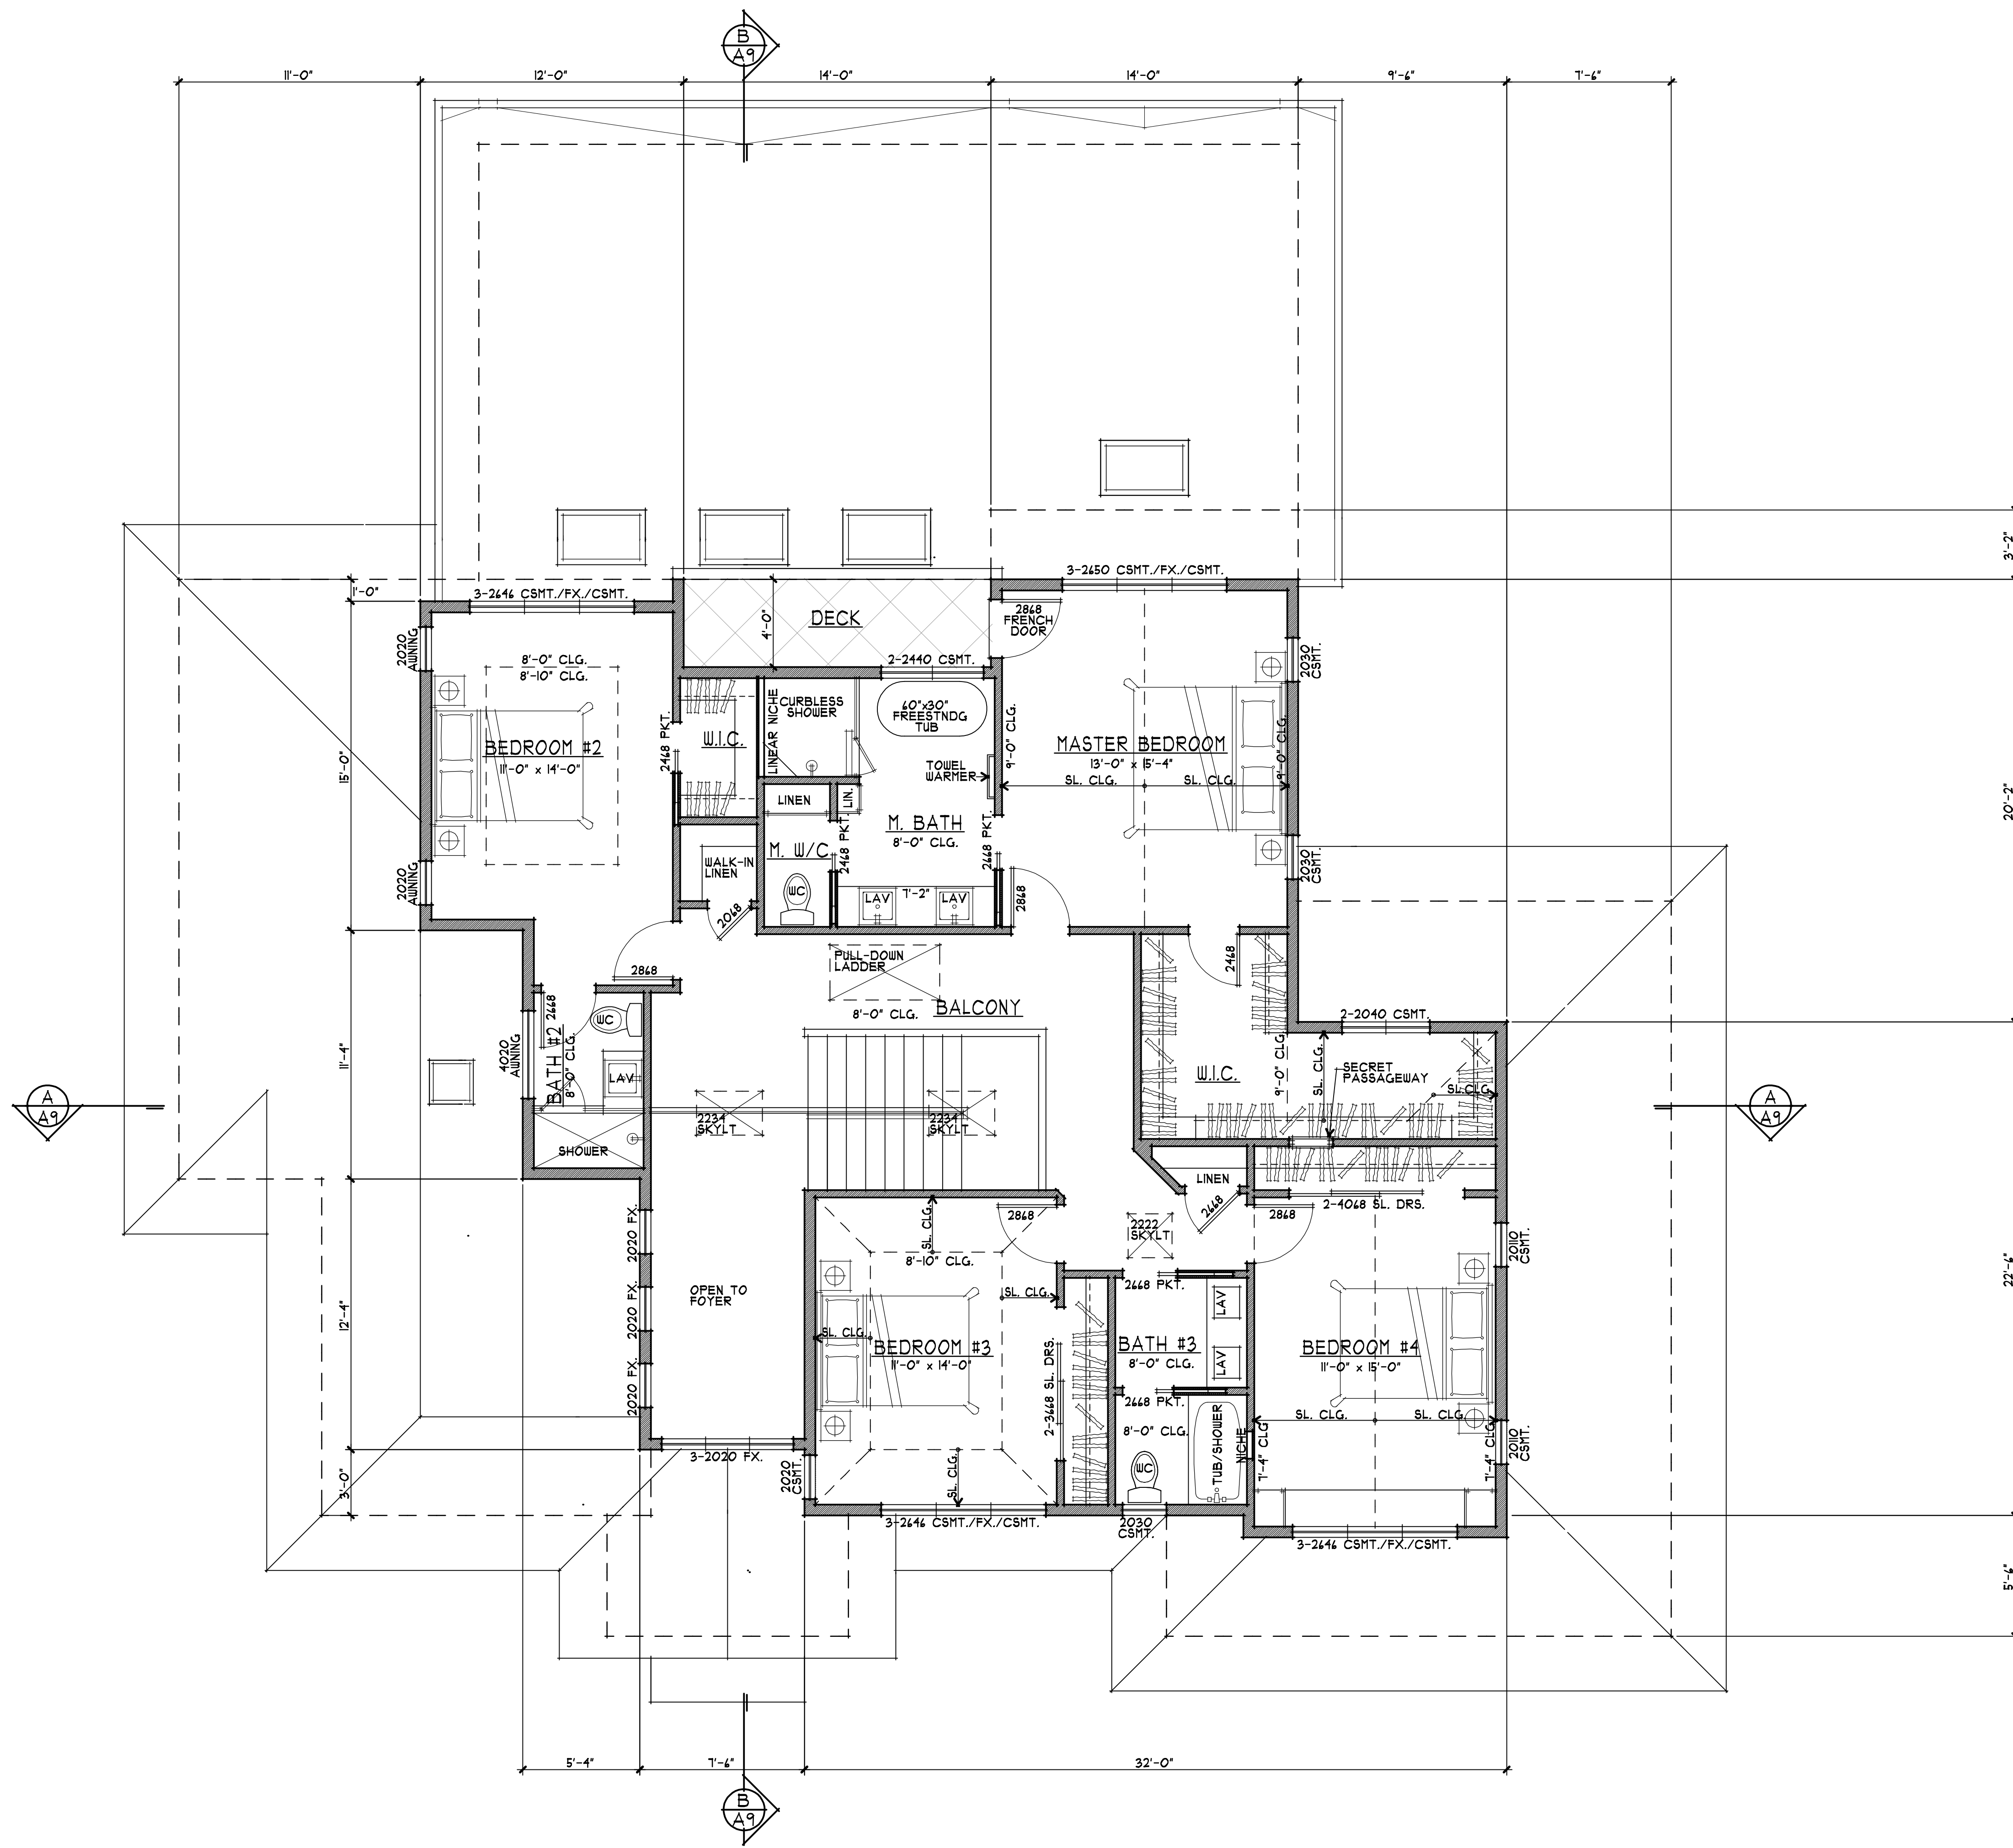 B
A9
11'-0"
12'-0"
14'-0"
14'-0"
9'-6"
7'-6"
3'-2"
3-2650 CSMT./FX./CSMT.
1'-0"
3-2646 CSMT./FX./CSMT.
DECK
4'-0"
2868
FRENCH
DOOR
2020
AWNING
8'-0" CLG.
8'-10" CLG.
2-2440 CSMT.
2030
CSMT.
LINEAR NICHE
CURBLESS
SHOWER
60"x30"
FREESTNDG
TUB
9'-0" CLG.
9'-0" CLG.
2468 PKT.
W.I.C.
BEDROOM #2
11'-0" x 14'-0"
15'-0"
MASTER BEDROOM
13'-0" x 15'-4"
SL. CLG.
SL. CLG.
TOWEL
WARMER
LINEN
LIN.
20'-2"
M. BATH
8'-0" CLG.
2468 PKT.
2668 PKT.
M. W/C
WALK-IN
LINEN
2030
CSMT.
2020
AWNING
WC
LAV
7'-2"
LAV
2868
2068
PULL-DOWN
LADDER
2468
2868
BALCONY
8'-0" CLG.
2668
WC
2-2040 CSMT.
11'-4"
4020
AWNING
BATH #2
8'-0" CLG.
LAV
W.I.C.
9'-0" CLG.
SL. CLG.
SECRET
PASSAGEWAY
SL. CLG.
A
A9
A
A9
2234
SKYLT
2234
SKYLT
SHOWER
LINEN
2668
2-4068 SL. DRS.
2868
2868
2222
SKYLT
2020 FX.
SL. CLG.
8'-10" CLG.
20110
CSMT.
22'-6"
OPEN TO
FOYER
SL. CLG.
2668 PKT.
LAV
12'-4"
2020 FX.
SL. CLG.
BEDROOM #3
11'-0" x 14'-0"
2-3668 SL. DRS.
BATH #3
8'-0" CLG.
LAV
BEDROOM #4
11'-0" x 15'-0"
2020 FX.
2668 PKT.
8'-0" CLG.
TUB/SHOWER
NICHE
SL. CLG.
SL. CLG.
7'-4" CLG
7'-4" CLG.
20110
CSMT.
3-2020 FX.
2020
CSMT.
SL. CLG.
WC
3'-0"
3-2646 CSMT./FX./CSMT.
2030
CSMT.
3-2646 CSMT./FX./CSMT.
5'-6"
5'-4"
7'-6"
32'-0"
B
A9